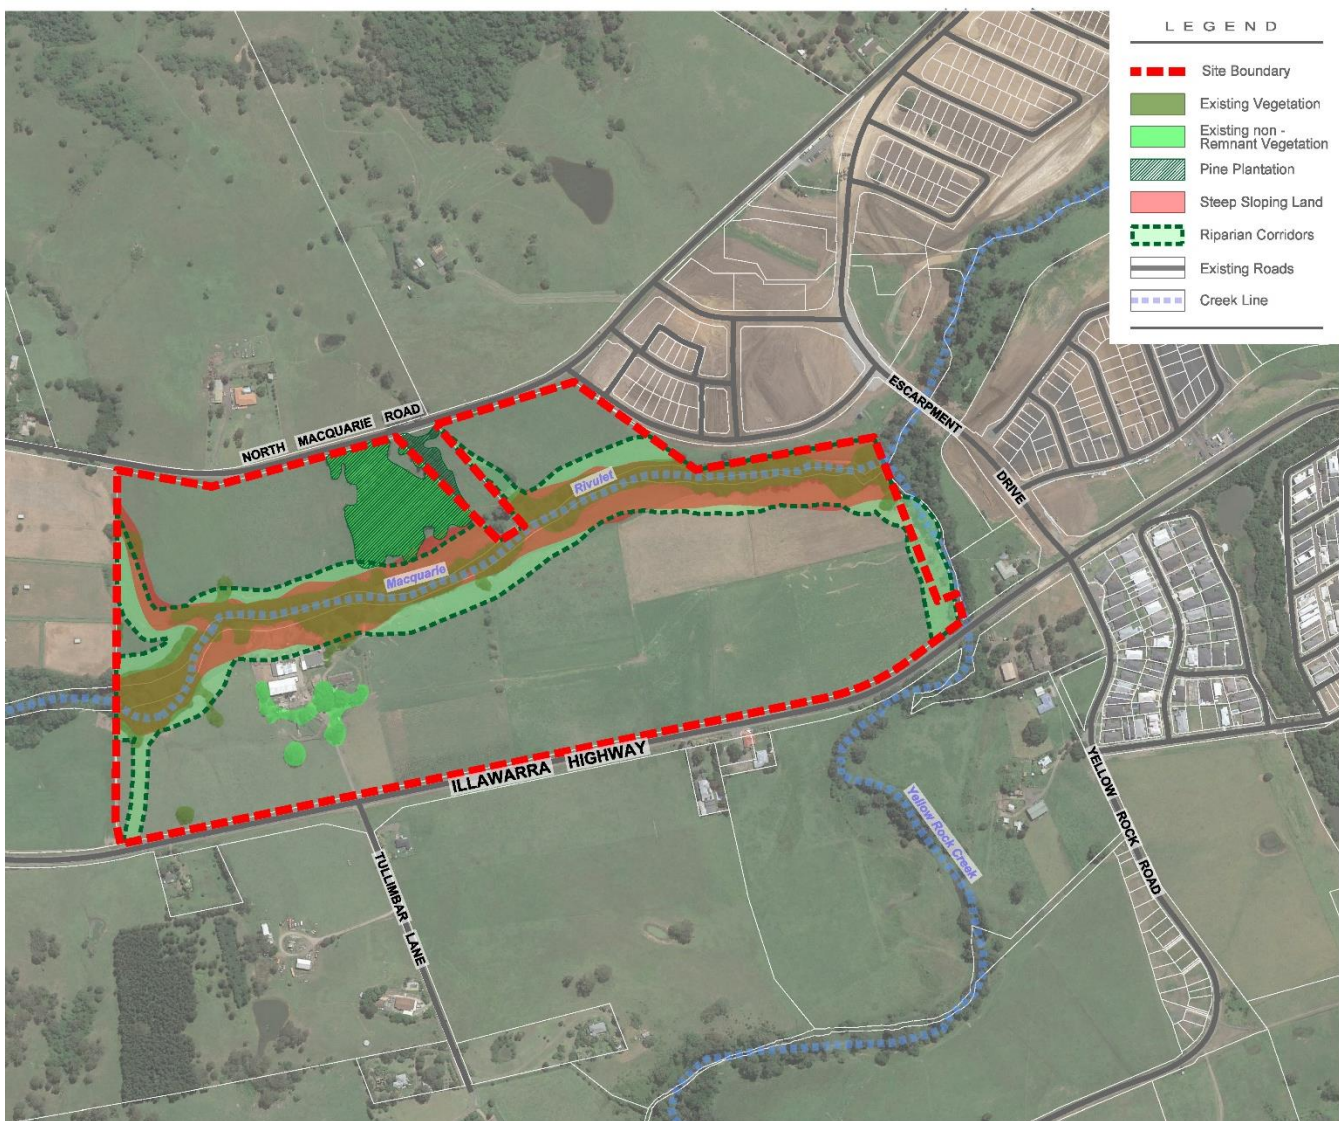 LEGEND
Site Boundary
Existing Vegetation
Existing non -
Remnant Vegetation
Pine Plantation
Steep Sloping Land
Riparian Corridors
Existing Roads
Creek Line
ESCARPMENT
DRIVE
NORTH MACQUARIE ROAD
Rivulet
Macquarie
ILLAWARRA HIGHWAY
Yellow Rock Creek
YELLOW ROCK ROAD
TULLIMBAR LANE